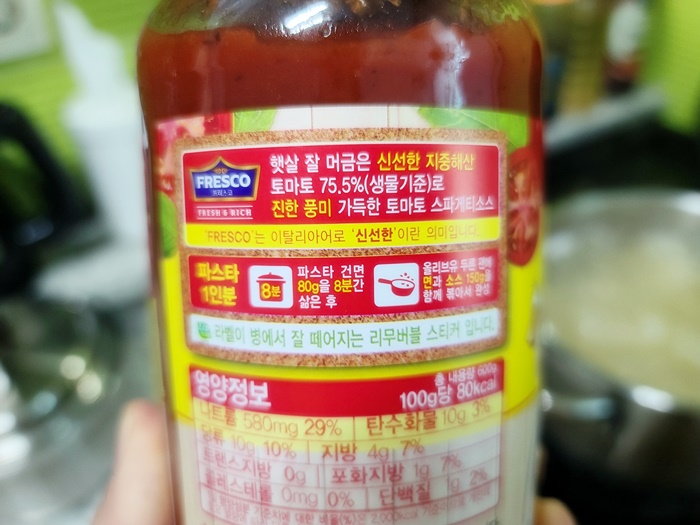 햇살 잘 머금은 신선한 지중해산
토마토 75.5%(생물기준)로
진한 풍미 가득한 토마토 스파게티소스
FRESCO
프레스코
FRESH & RICH
'FRESCO'는 이탈리아어로 '신선한'이란 의미입니다.
파스타
1인분
8분
파스타 건면
80g을 8분간
삶은 후
올리브유 두른 팬에
면과 소스 150g을
함께 볶아서 완성
라벨이 병에서 잘 떼어지는 리무버블 스티커 입니다.
영양정보
총 내용량 600g
100g당 80kcal
나트륨 580mg 29% 탄수화물 10g 3%
당류 10g 10% 지방 4g 7%
트랜스지방 0g 포화지방 1g 7%
콜레스테롤 0mg 0% 단백질 1g 2%